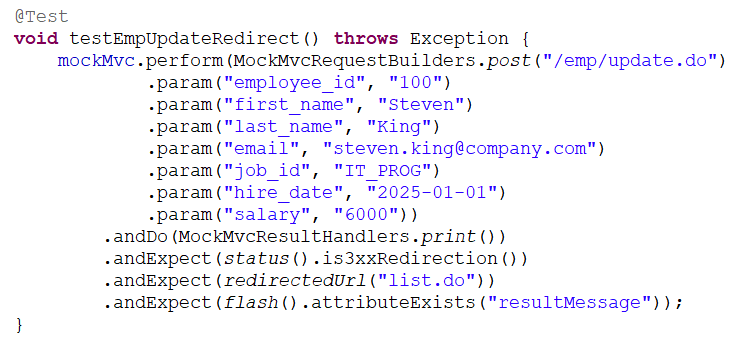 @Test
void testEmpUpdateRedirect() throws Exception {
    mockMvc.perform(MockMvcRequestBuilders.post("/emp/update.do")
            .param("employee_id", "100")
            .param("first_name", "Steven")
            .param("last_name", "King")
            .param("email", "steven.king@company.com")
            .param("job_id", "IT_PROG")
            .param("hire_date", "2025-01-01")
            .param("salary", "6000"))
        .andDo(MockMvcResultHandlers.print())
        .andExpect(status().is3xxRedirection())
        .andExpect(redirectedUrl("list.do"))
        .andExpect(flash().attributeExists("resultMessage"));
}